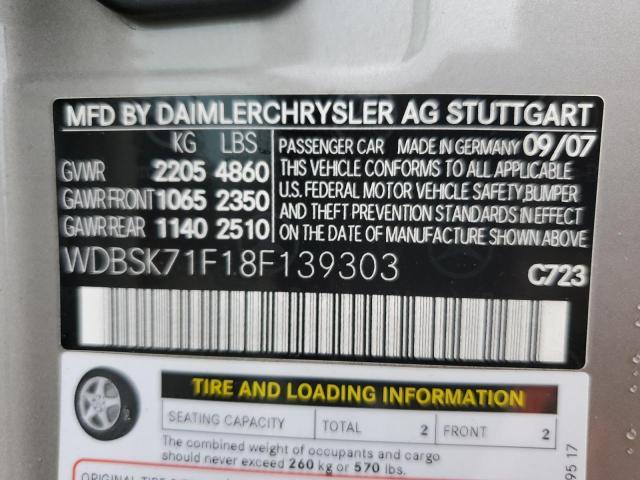 MFD BY DAIMLERCHRYSLER AG STUTTGART
KG LBS
GVWR 2205 4860
GAWR FRONT 1065 2350
GAWR REAR 1140 2510
PASSENGER CAR MADE IN GERMANY 09/07
THIS VEHICLE CONFORMS TO ALL APPLICABLE
U.S. FEDERAL MOTOR VEHICLE SAFETY, BUMPER
AND THEFT PREVENTION STANDARDS IN EFFECT
ON THE DATE OF MANUFACTURE SHOWN ABOVE.
WDBSK71F18F139303
C723
TIRE AND LOADING INFORMATION
SEATING CAPACITY TOTAL 2 FRONT 2
The combined weight of occupants and cargo
should never exceed 260 kg or 570 lbs.
ORIGINAL
95 17